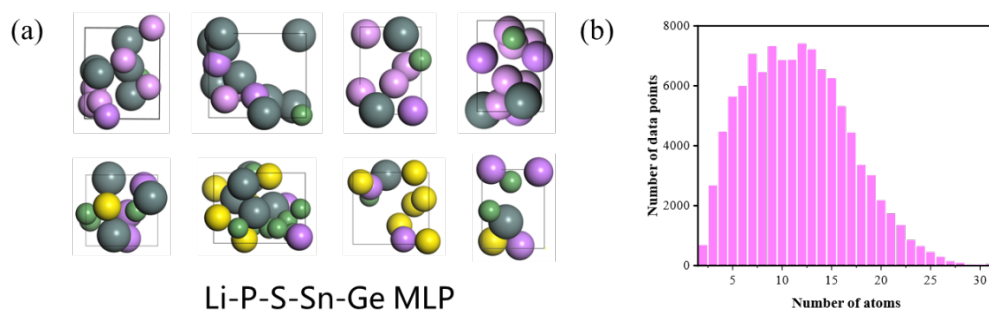 (a)
Li-P-S-Sn-Ge MLP
(b)
Number of data points
8000
6000
4000
2000
0
5
10
15
20
25
30
Number of atoms